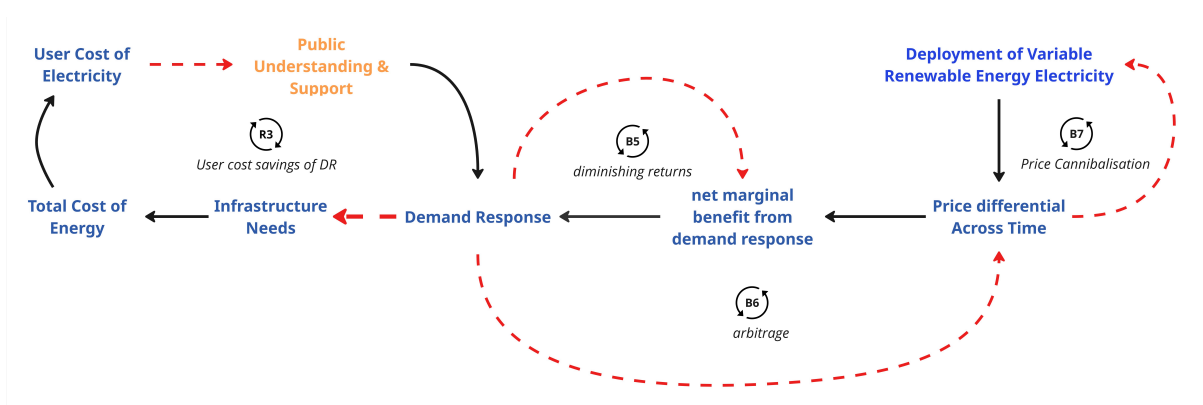 User Cost of
Electricity
Public
Understanding &
Support
Deployment of Variable
Renewable Energy Electricity
R3
User cost savings of DR
B5
diminishing returns
B7
Price Cannibalisation
Total Cost of
Energy
Infrastructure
Needs
Demand Response
net marginal
benefit from
demand response
Price differential
Across Time
B6
arbitrage